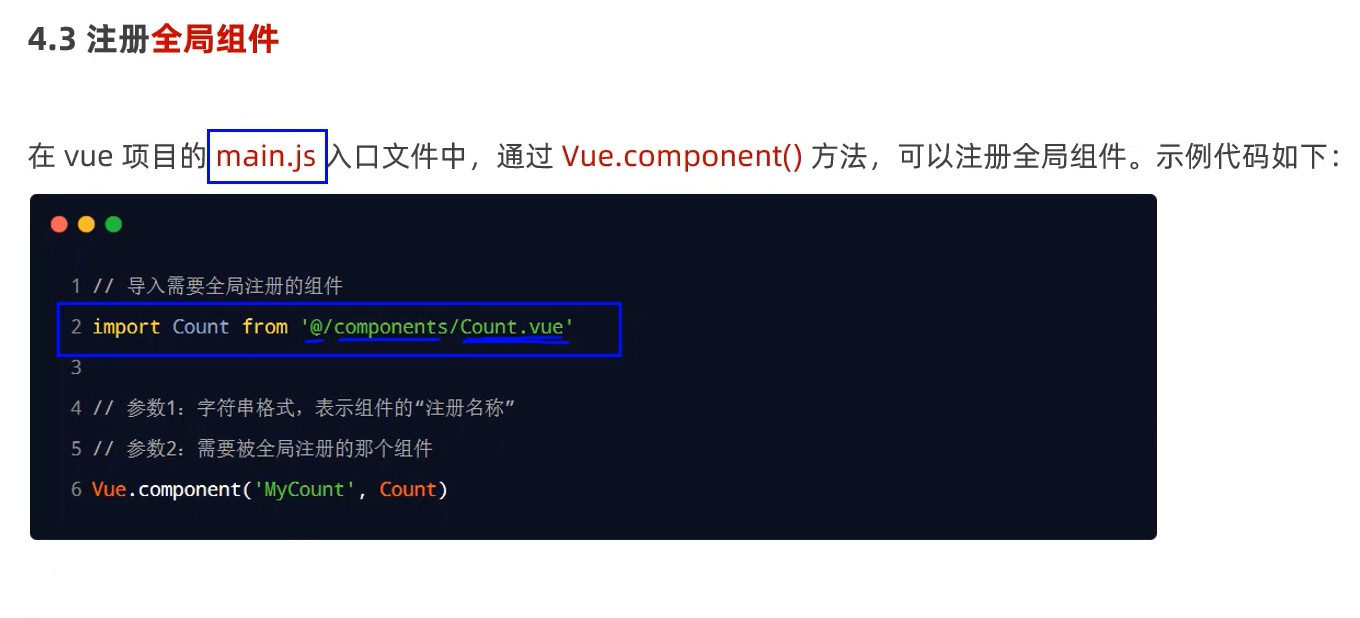 4.3 注册全局组件
在 vue 项目的 main.js 入口文件中，通过 Vue.component() 方法，可以注册全局组件。示例代码如下：
1 // 导入需要全局注册的组件
2 import Count from '@/components/Count.vue'
3
4 // 参数1：字符串格式，表示组件的“注册名称”
5 // 参数2：需要被全局注册的那个组件
6 Vue.component('MyCount', Count)